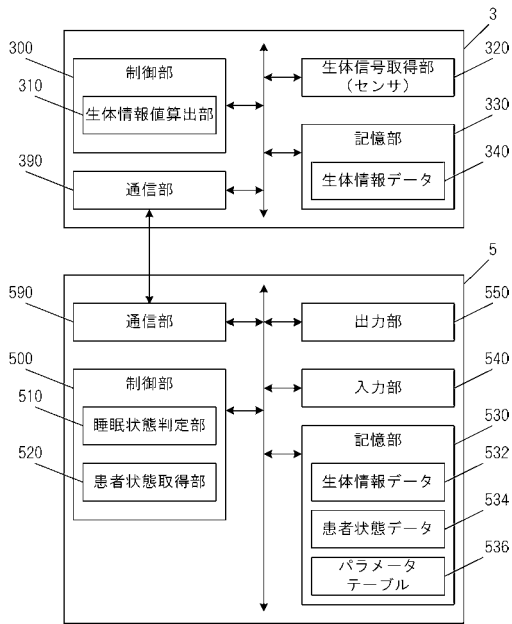 3
300
制御部
310
生体情報値算出部
390
通信部
320
生体信号取得部
(センサ)
330
記憶部
340
生体情報データ
5
590
通信部
500
制御部
510
睡眠状態判定部
520
患者状態取得部
550
出力部
540
入力部
530
記憶部
532
生体情報データ
534
患者状態データ
536
パラメータ
テーブル